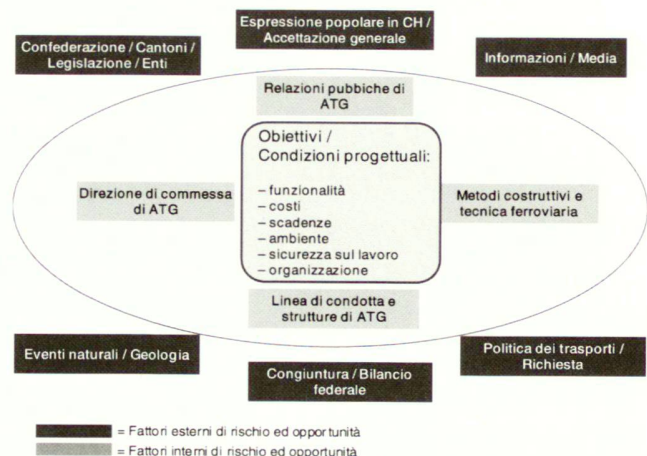 Espressione popolare in CH /
Accettazione generale
Confederazione / Cantoni /
Legislazione / Enti
Informazioni / Media
Relazioni pubbiche di
ATG
Obiettivi /
Condizioni progettuali:
– funzionalità
– costi
– scadenze
– ambiente
– sicurezza sul lavoro
– organizzazione
Direzione di commessa
di ATG
Metodi costruttivi e
tecnica ferroviaria
Linea di condotta e
strutture di ATG
Eventi naturali / Geologia
Congiuntura / Bilancio
federale
Politica dei trasporti /
Richiesta
= Fattori esterni di rischio ed opportunità
= Fattori interni di rischio ed opportunità